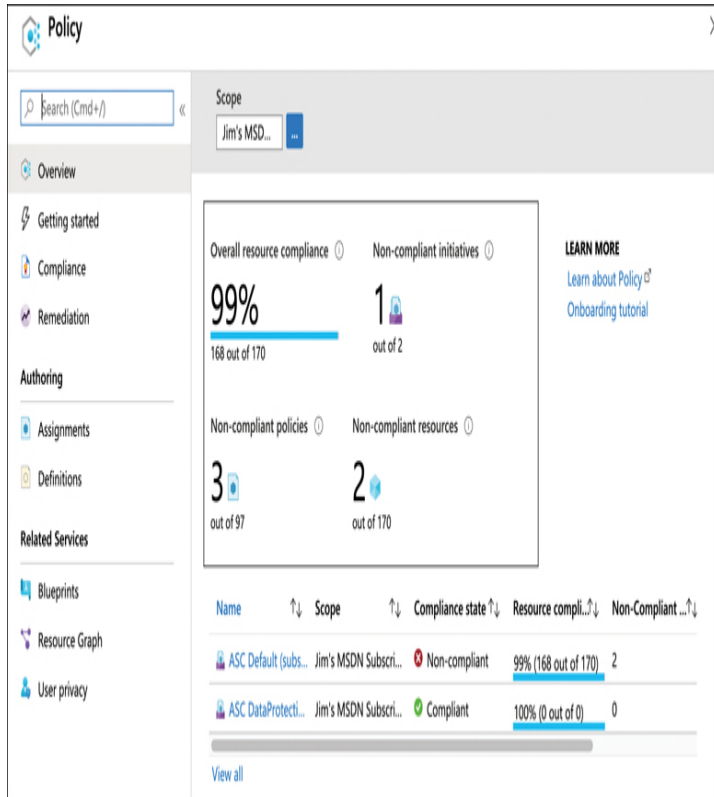 Policy
Search (Cmd+/)
«
Overview
Getting started
Compliance
Remediation
Authoring
Assignments
Definitions
Related Services
Blueprints
Resource Graph
User privacy
Scope
Jim's MSD...
...
Overall resource compliance
99%
168 out of 170
Non-compliant initiatives
1
out of 2
Non-compliant policies
3
out of 97
Non-compliant resources
2
out of 170
LEARN MORE
Learn about Policy
Onboarding tutorial
Name Scope Compliance state Resource compli... Non-Compliant ...
ASC Default (subs... Jim's MSDN Subscri... Non-compliant 99% (168 out of 170) 2
ASC DataProtecti... Jim's MSDN Subscri... Compliant 100% (0 out of 0) 0
View all